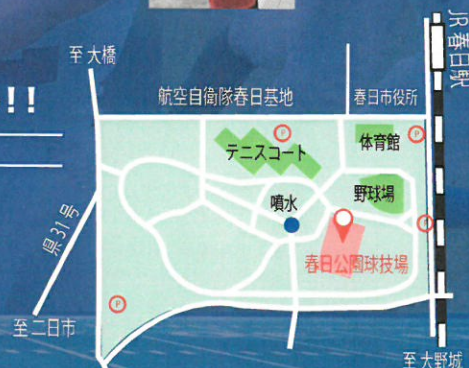 JR春日駅
至 大橋
!!
航空自衛隊春日基地
春日市役所
P
体育館
P
テニスコート
野球場
噴水
P
県31号
春日公園球技場
P
至 二日市
至 大野城